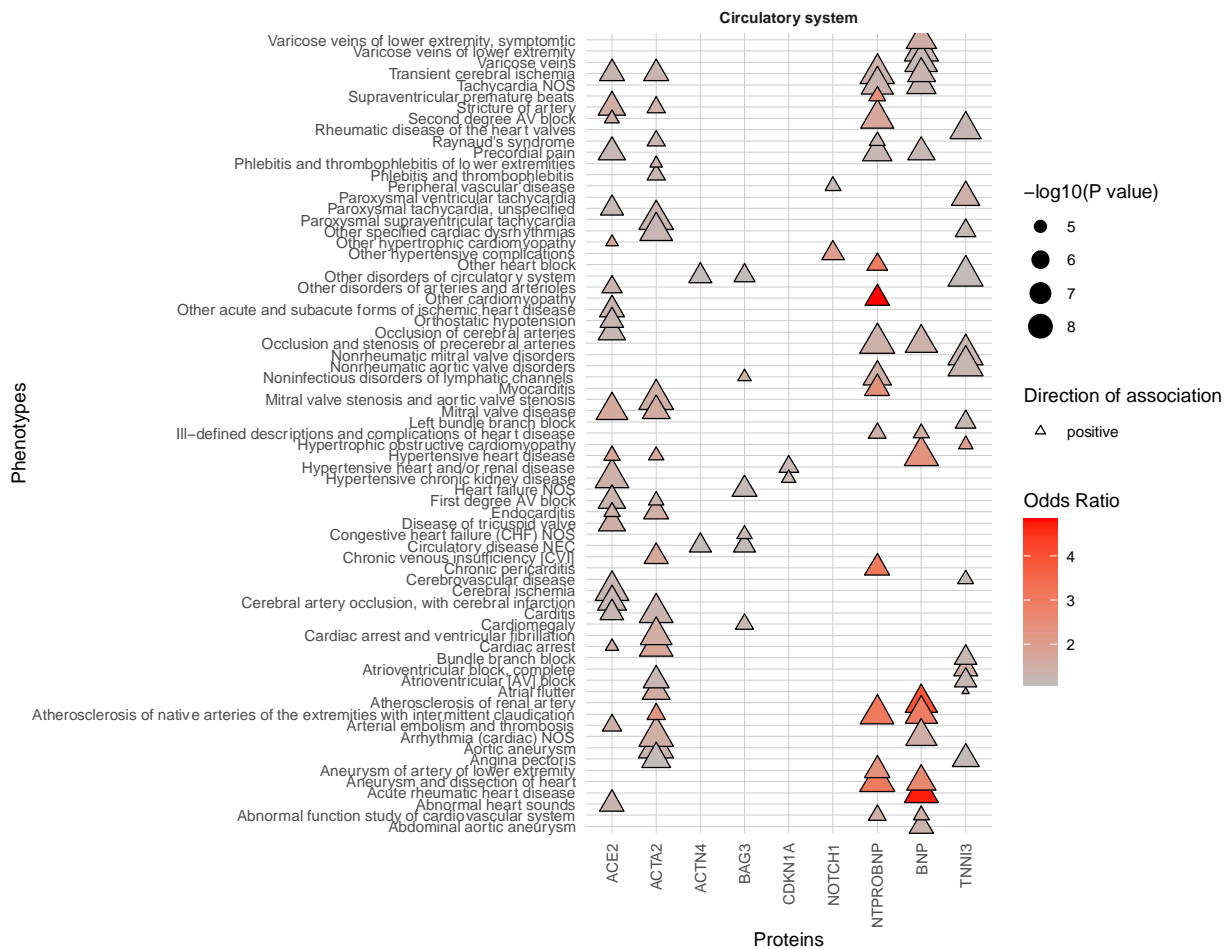 Circulatory system
Varicose veins of lower extremity, symptomtic
Varicose veins of lower extremity
Varicose veins
Transient cerebral ischemia
Tachycardia NOS
Supraventricular premature beats
Stricture of artery
Second degree AV block
Rheumatic disease of the heart valves
Raynaud's syndrome
Precordial pain
Phlebitis and thrombophlebitis of lower extremities
Phlebitis and thrombophlebitis
Peripheral vascular disease
Paroxysmal ventricular tachycardia
Paroxysmal tachycardia, unspecified
Paroxysmal supraventricular tachycardia
Other specified cardiac dysrhythmias
Other hypertrophic cardiomyopathy
Other hypertensive complications
Other heart block
Other disorders of circulatory system
Other disorders of arteries and arterioles
Other cardiomyopathy
Other acute and subacute forms of ischemic heart disease
Orthostatic hypotension
Occlusion of cerebral arteries
Occlusion and stenosis of precerebral arteries
Nonrheumatic mitral valve disorders
Nonrheumatic aortic valve disorders
Noninfectious disorders of lymphatic channels
Myocarditis
Mitral valve stenosis and aortic valve stenosis
Mitral valve disease
Left bundle branch block
Ill−defined descriptions and complications of heart disease
Hypertrophic obstructive cardiomyopathy
Hypertensive heart disease
Hypertensive heart and/or renal disease
Hypertensive chronic kidney disease
Heart failure NOS
First degree AV block
Endocarditis
Disease of tricuspid valve
Congestive heart failure (CHF) NOS
Circulatory disease NEC
Chronic venous insufficiency [CVI]
Chronic pericarditis
Cerebrovascular disease
Cerebral ischemia
Cerebral artery occlusion, with cerebral infarction
Carditis
Cardiomegaly
Cardiac arrest and ventricular fibrillation
Cardiac arrest
Bundle branch block
Atrioventricular block, complete
Atrioventricular [AV] block
Atrial flutter
Atherosclerosis of renal artery
Atherosclerosis of native arteries of the extremities with intermittent claudication
Arterial embolism and thrombosis
Arrhythmia (cardiac) NOS
Aortic aneurysm
Angina pectoris
Aneurysm of artery of lower extremity
Aneurysm and dissection of heart
Acute rheumatic heart disease
Abnormal heart sounds
Abnormal function study of cardiovascular system
Abdominal aortic aneurysm
Phenotypes
ACE2
ACTA2
ACTN4
BAG3
CDKN1A
NOTCH1
NTPROBNP
BNP
TNNI3
Proteins
−log10(P value)
5
6
7
8
Direction of association
positive
Odds Ratio
4
3
2